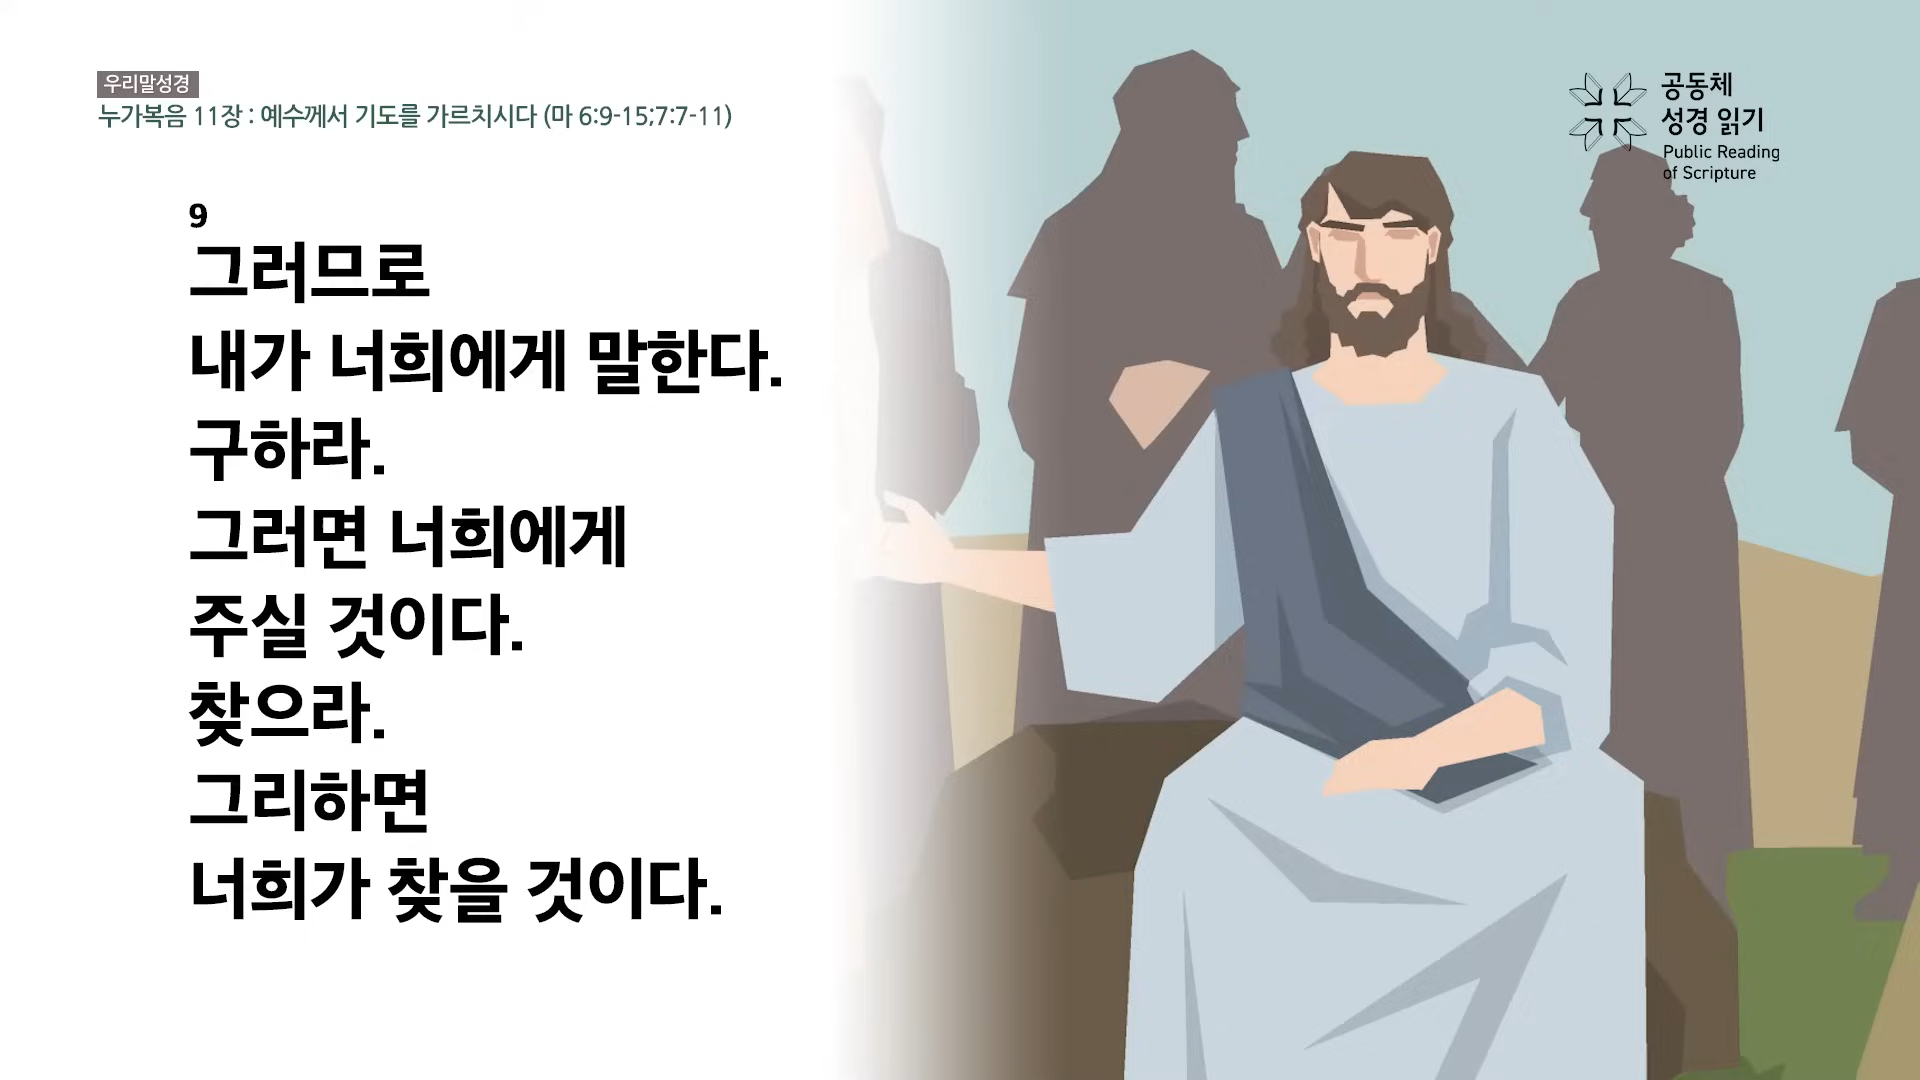 우리말성경
누가복음 11장 : 예수께서 기도를 가르치시다 (마 6:9-15;7:7-11)
공동체
성경 읽기
Public Reading
of Scripture
9
그러므로
내가 너희에게 말한다.
구하라.
그러면 너희에게
주실 것이다.
찾으라.
그리하면
너희가 찾을 것이다.